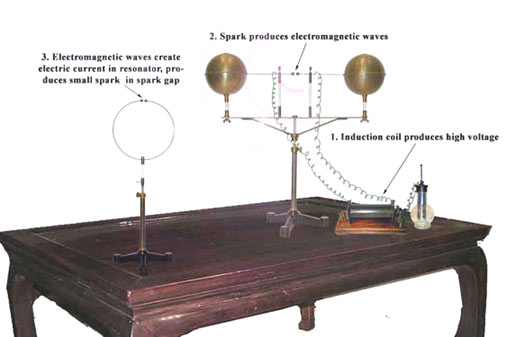 2. Spark produces electromagnetic waves
3. Electromagnetic waves create
electric current in resonator, pro-
duces small spark in spark gap
1. Induction coil produces high voltage